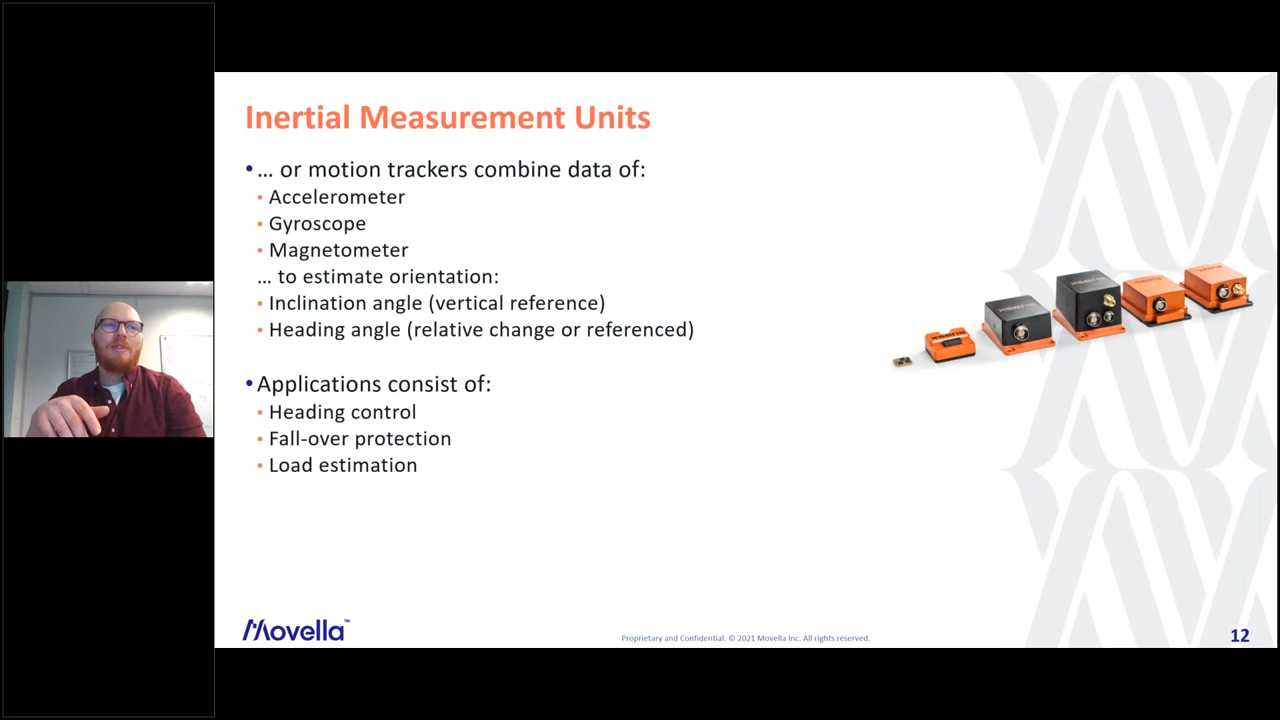 Inertial Measurement Units
• … or motion trackers combine data of:
• Accelerometer
• Gyroscope
• Magnetometer
… to estimate orientation:
• Inclination angle (vertical reference)
• Heading angle (relative change or referenced)
• Applications consist of:
• Heading control
• Fall-over protection
• Load estimation
Movella™
Proprietary and Confidential. © 2021 Movella Inc. All rights reserved.
12